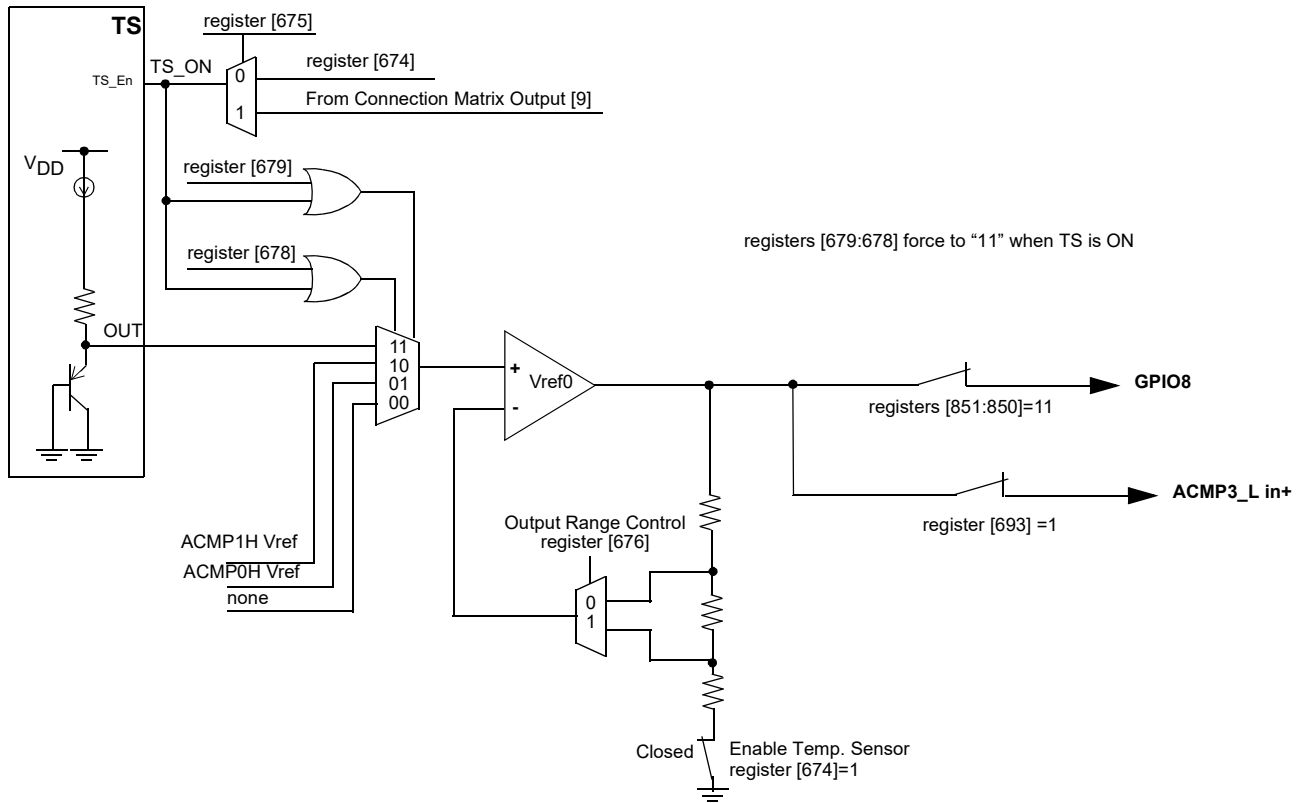 TS
register [675]
TS_ON
TS_En
0
1
register [674]
From Connection Matrix Output [9]
VDD
register [679]
register [678]
registers [679:678] force to “11” when TS is ON
OUT
11
10
01
00
+
-
Vref0
GPIO8
registers [851:850]=11
ACMP3_L in+
register [693] =1
Output Range Control
register [676]
ACMP1H Vref
ACMP0H Vref
none
0
1
Closed
Enable Temp. Sensor
register [674]=1